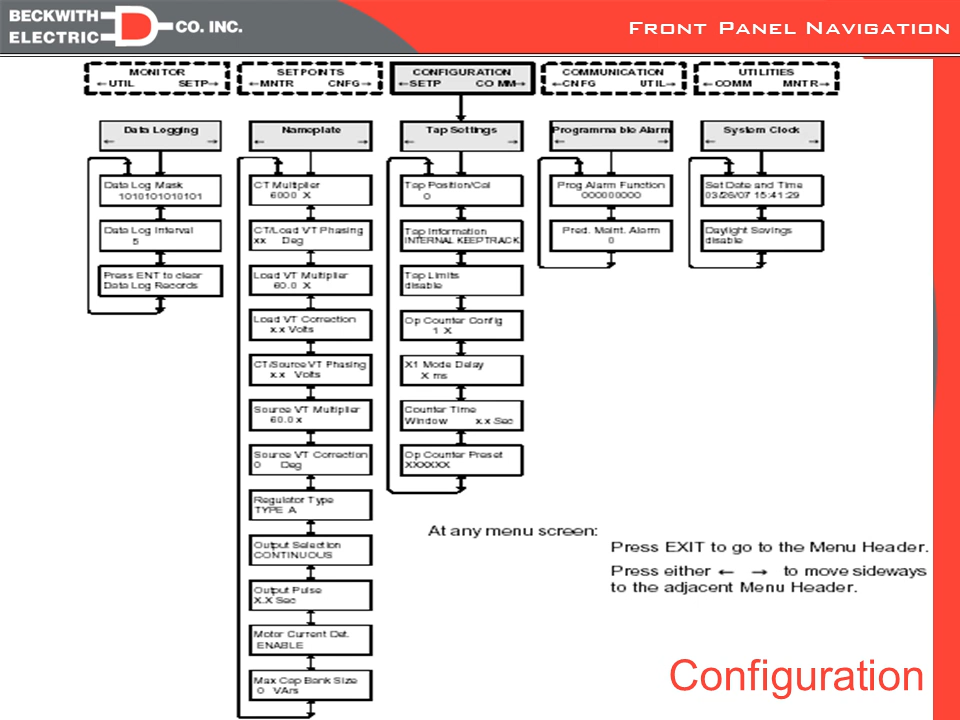 BECKWITH
ELECTRIC
CO. INC.
FRONT PANEL NAVIGATION
MONITOR
←UTIL SETP→
SETPOINTS
←MNTR CNFG→
CONFIGURATION
←SETP COMM→
COMMUNICATION
←CNFG UTIL→
UTILITIES
←COMM MNTR→
Data Logging
← →
Nameplate
← →
Tap Settings
← →
Programmable Alarm
← →
System Clock
← →
Data Log Mask
1010101010101
Data Log Interval
5
Press ENT to clear
Data Log Records
CT Multiplier
6000 X
CT/Load VT Phasing
xx Deg
Load VT Multiplier
60.0 X
Load VT Correction
x.x Volts
CT/Source VT Phasing
x.x Volts
Source VT Multiplier
60.0 x
Source VT Correction
0 Deg
Regulator Type
TYPE A
Output Selection
CONTINUOUS
Output Pulse
X.X Sec
Motor Current Det.
ENABLE
Max Cap Bank Size
0 VArs
Tap Position/Cal
0
Tap Information
INTERNAL KEEPTRACK
Tap Limits
disable
Op Counter Config
1 X
X1 Mode Delay
X ms
Counter Time
Window x.x Sec
Op Counter Preset
XXXXXX
Prog Alarm Function
000000000
Pred. Maint. Alarm
0
Set Date and Time
03/26/07 15:41:29
Daylight Savings
disable
At any menu screen:
Press EXIT to go to the Menu Header.
Press either ← → to move sideways
to the adjacent Menu Header.
Configuration